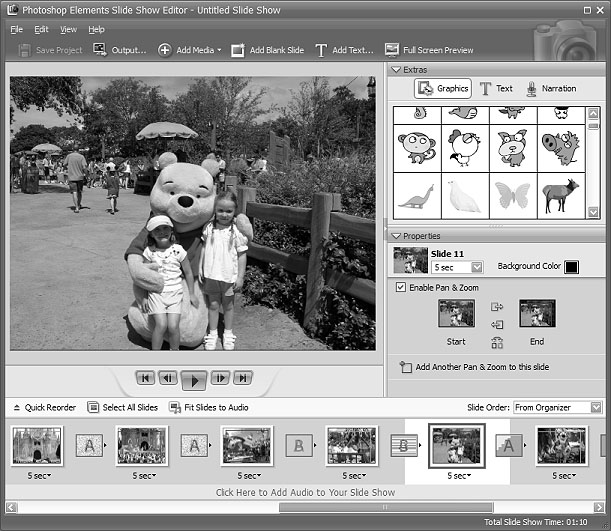 Photoshop Elements Slide Show Editor - Untitled Slide Show
File Edit View Help
Save Project Output... Add Media Add Blank Slide Add Text... Full Screen Preview
Extras
Graphics Text Narration
Properties
Slide 11
5 sec Background Color
Enable Pan & Zoom
Start End
Add Another Pan & Zoom to this slide
Quick Reorder Select All Slides Fit Slides to Audio Slide Order: From Organizer
A A B B A
5 sec 5 sec 5 sec 5 sec 5 sec 5 sec
Click Here to Add Audio to Your Slide Show
Total Slide Show Time: 01:10